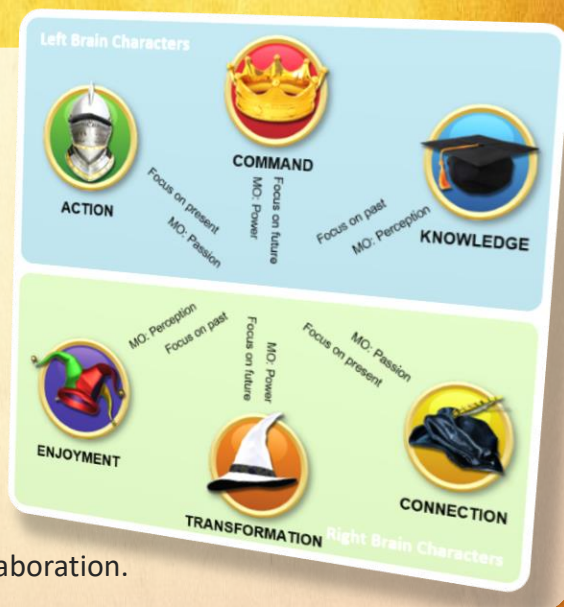 Left Brain Characters
COMMAND
ACTION
KNOWLEDGE
Focus on present
MO: Passion
Focus on future
MO: Power
Focus on past
MO: Perception
MO: Perception
Focus on past
MO: Power
Focus on future
MO: Passion
Focus on present
ENJOYMENT
TRANSFORMATION
CONNECTION
Right Brain Characters
aboration.